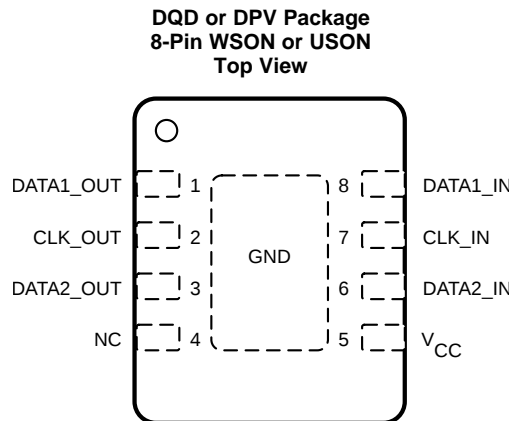 DQD or DPV Package
8-Pin WSON or USON
Top View
DATA1_OUT 1 8 DATA1_IN
CLK_OUT 2 7 CLK_IN
GND
DATA2_OUT 3 6 DATA2_IN
NC 4 5 VCC